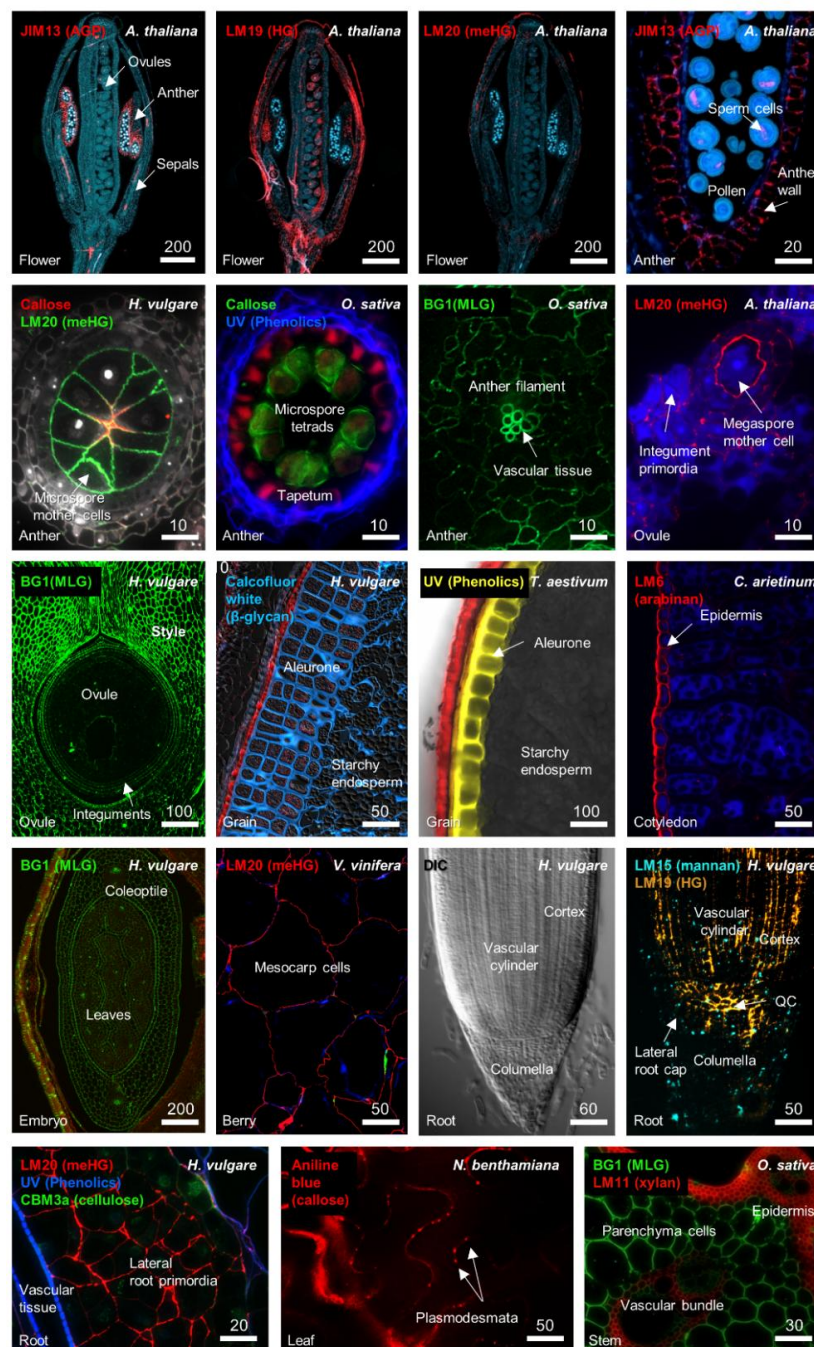 JIM13 (AGP) A. thaliana
Ovules
Anther
Sepals
Flower 200
LM19 (HG) A. thaliana
Flower 200
LM20 (meHG) A. thaliana
Flower 200
JIM13 (AGP) A. thaliana
Sperm cells
Pollen
Anther
wall
Anther 20
Callose H. vulgare
LM20 (meHG)
Microspore
mother cells
Anther 10
Callose O. sativa
UV (Phenolics)
Microspore
tetrads
Tapetum
Anther 10
BG1(MLG) O. sativa
Anther filament
Vascular tissue
Anther 10
LM20 (meHG) A. thaliana
Megaspore
mother cell
Integument
primordia
Ovule 10
BG1(MLG) H. vulgare
Style
Ovule
Integuments
Ovule 100
0
Calcofluor H. vulgare
white
(β-glycan)
Aleurone
Starchy
endosperm
Grain 50
UV (Phenolics) T. aestivum
Aleurone
Starchy
endosperm
Grain 100
LM6 C. arietinum
(arabinan)
Epidermis
Cotyledon 50
BG1 (MLG) H. vulgare
Coleoptile
Leaves
Embryo 200
LM20 (meHG) V. vinifera
Mesocarp cells
Berry 50
DIC H. vulgare
Cortex
Vascular
cylinder
Columella
Root 60
LM15 (mannan) H. vulgare
LM19 (HG)
Vascular
cylinder
Cortex
QC
Lateral
root cap
Columella
Root 50
LM20 (meHG) H. vulgare
UV (Phenolics)
CBM3a (cellulose)
Lateral
root primordia
Vascular
tissue
Root 20
Aniline N. benthamiana
blue
(callose)
Plasmodesmata
Leaf 50
BG1 (MLG) O. sativa
LM11 (xylan)
Epidermis
Parenchyma cells
Vascular bundle
Stem 30